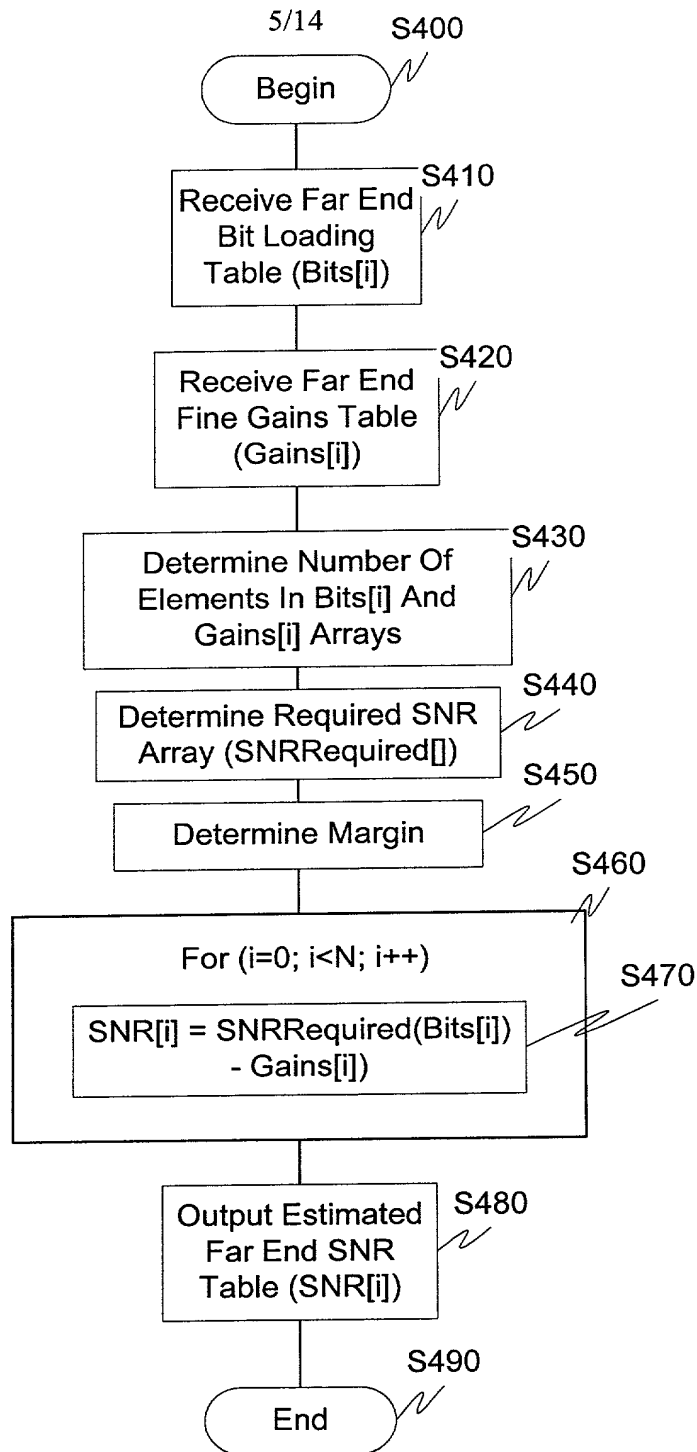 5/14
S400
Begin
S410
Receive Far End
Bit Loading
Table (Bits[i])
S420
Receive Far End
Fine Gains Table
(Gains[i])
S430
Determine Number Of
Elements In Bits[i] And
Gains[i] Arrays
S440
Determine Required SNR
Array (SNRRequired[])
S450
Determine Margin
S460
For (i=0; i<N; i++)
S470
SNR[i] = SNRRequired(Bits[i])
- Gains[i])
S480
Output Estimated
Far End SNR
Table (SNR[i])
S490
End